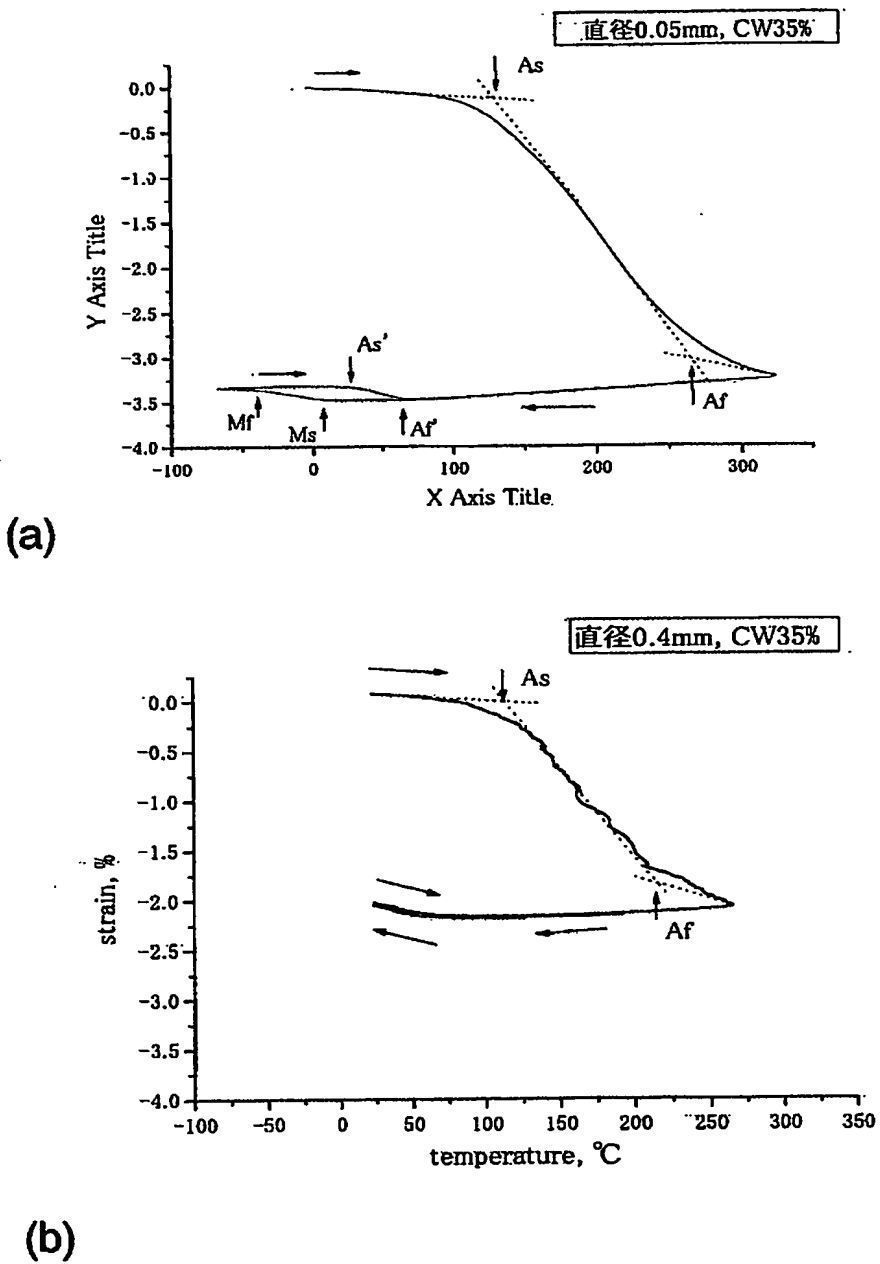 直径0.05mm, CW35%
As
0.0
-0.5
-1.0
-1.5
-2.0
-2.5
-3.0
-3.5
-4.0
Y Axis Title
As'
Mf
Ms
Af'
Af
-100
0
100
200
300
X Axis Title
(a)
直径0.4mm, CW35%
As
0.0
-0.5
-1.0
-1.5
-2.0
-2.5
-3.0
-3.5
-4.0
strain, %
Af
-100
-50
0
50
100
150
200
250
300
350
temperature, °C
(b)